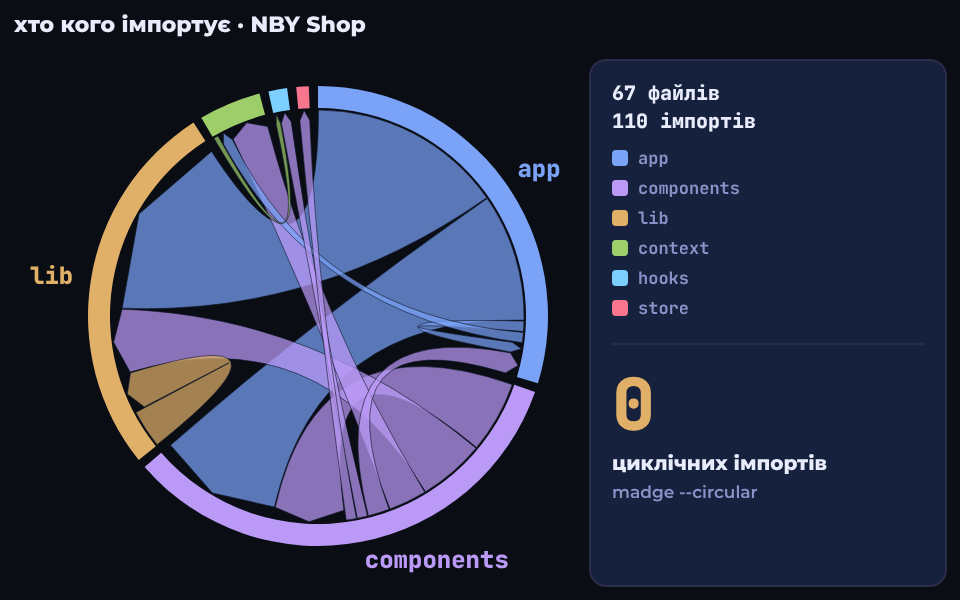 хто кого імпортує · NBY Shop
app
lib
components
67 файлів
110 імпортів
app
components
lib
context
hooks
store
0
циклічних імпортів
madge --circular